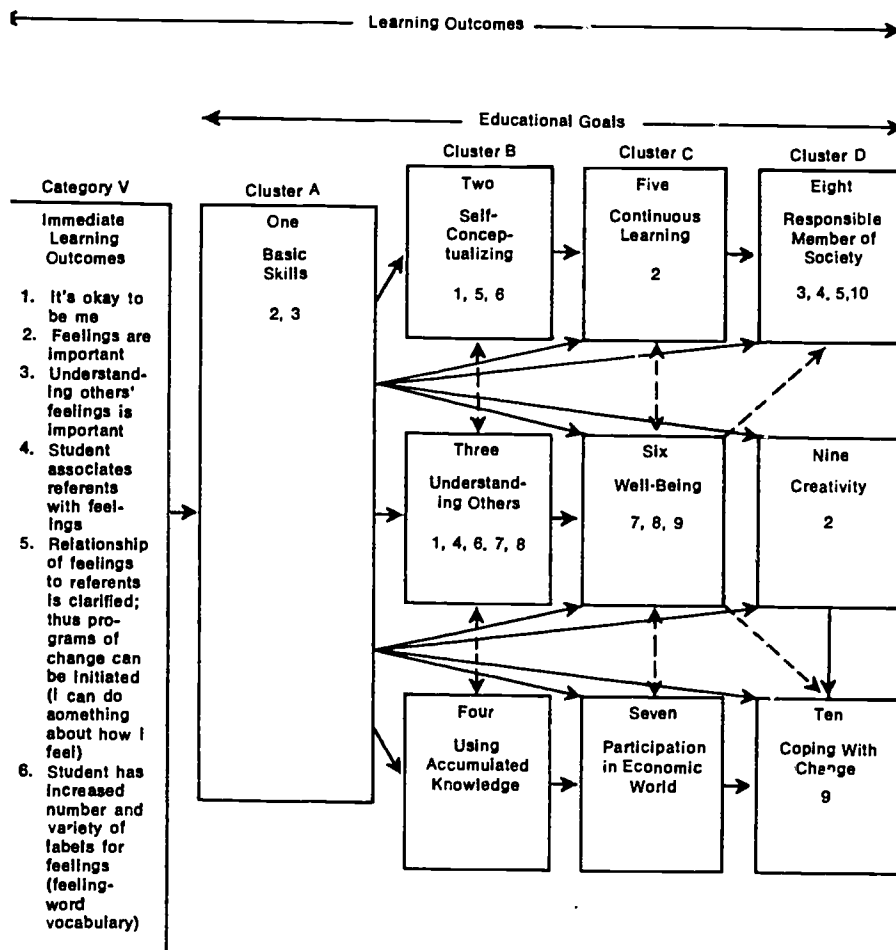 Learning Outcomes
Educational Goals
Category V
Immediate
Learning
Outcomes
1. It's okay to
be me
2. Feelings are
important
3. Understand-
ing others'
feelings is
important
4. Student
associates
referents
with feel-
ings
5. Relationship
of feelings
to referents
is clarified;
thus pro-
grams of
change can
be initiated
(I can do
something
about how I
feel)
6. Student has
increased
number and
variety of
labels for
feelings
(feeling-
word
vocabulary)
Cluster A
One
Basic
Skills
2, 3
Cluster B
Two
Self-
Concep-
tualizing
1, 5, 6
Three
Understand-
ing Others
1, 4, 6, 7, 8
Four
Using
Accumulated
Knowledge
Cluster C
Five
Continuous
Learning
2
Six
Well-Being
7, 8, 9
Seven
Participation
in Economic
World
Cluster D
Eight
Responsible
Member of
Society
3, 4, 5,10
Nine
Creativity
2
Ten
Coping With
Change
9